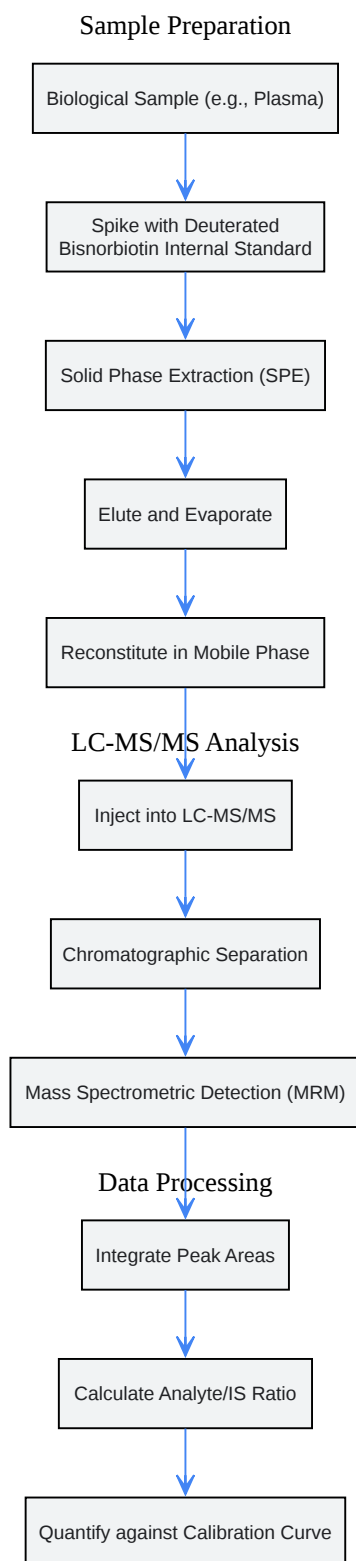 Sample Preparation
Biological Sample (e.g., Plasma)
Spike with Deuterated
Bisnorbiotin Internal Standard
Solid Phase Extraction (SPE)
Elute and Evaporate
Reconstitute in Mobile Phase
LC-MS/MS Analysis
Inject into LC-MS/MS
Chromatographic Separation
Mass Spectrometric Detection (MRM)
Data Processing
Integrate Peak Areas
Calculate Analyte/IS Ratio
Quantify against Calibration Curve